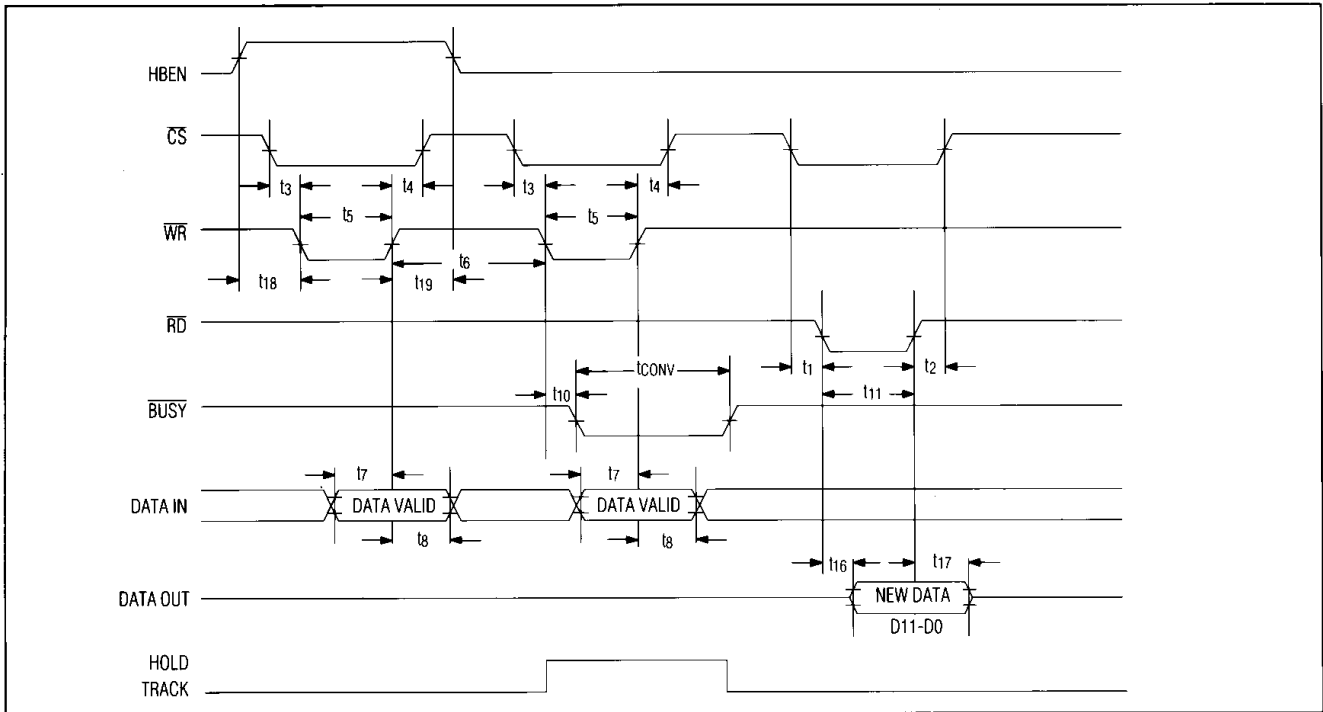 HBEN
CS
t3 t4 t3 t4
t5 t5
WR
t6
t18 t19
RD
tCONV t1 t2
t10 t11
BUSY
t7 t7
DATA IN DATA VALID DATA VALID
t8 t8
t16 t17
DATA OUT NEW DATA
D11-D0
HOLD
TRACK